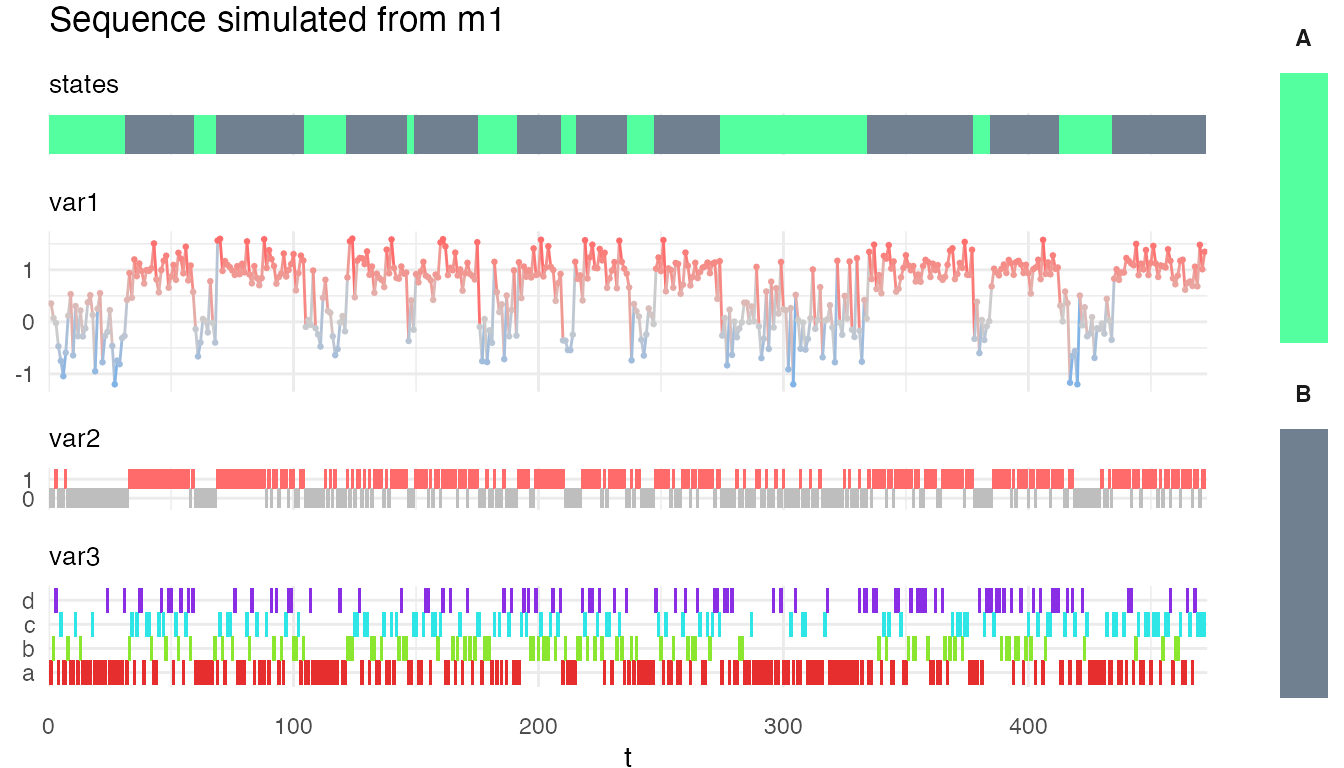 Sequence simulated from m1
states
A
var1
1
0
-1
B
var2
1
0
var3
d
c
b
a
0 100 200 300 400
t